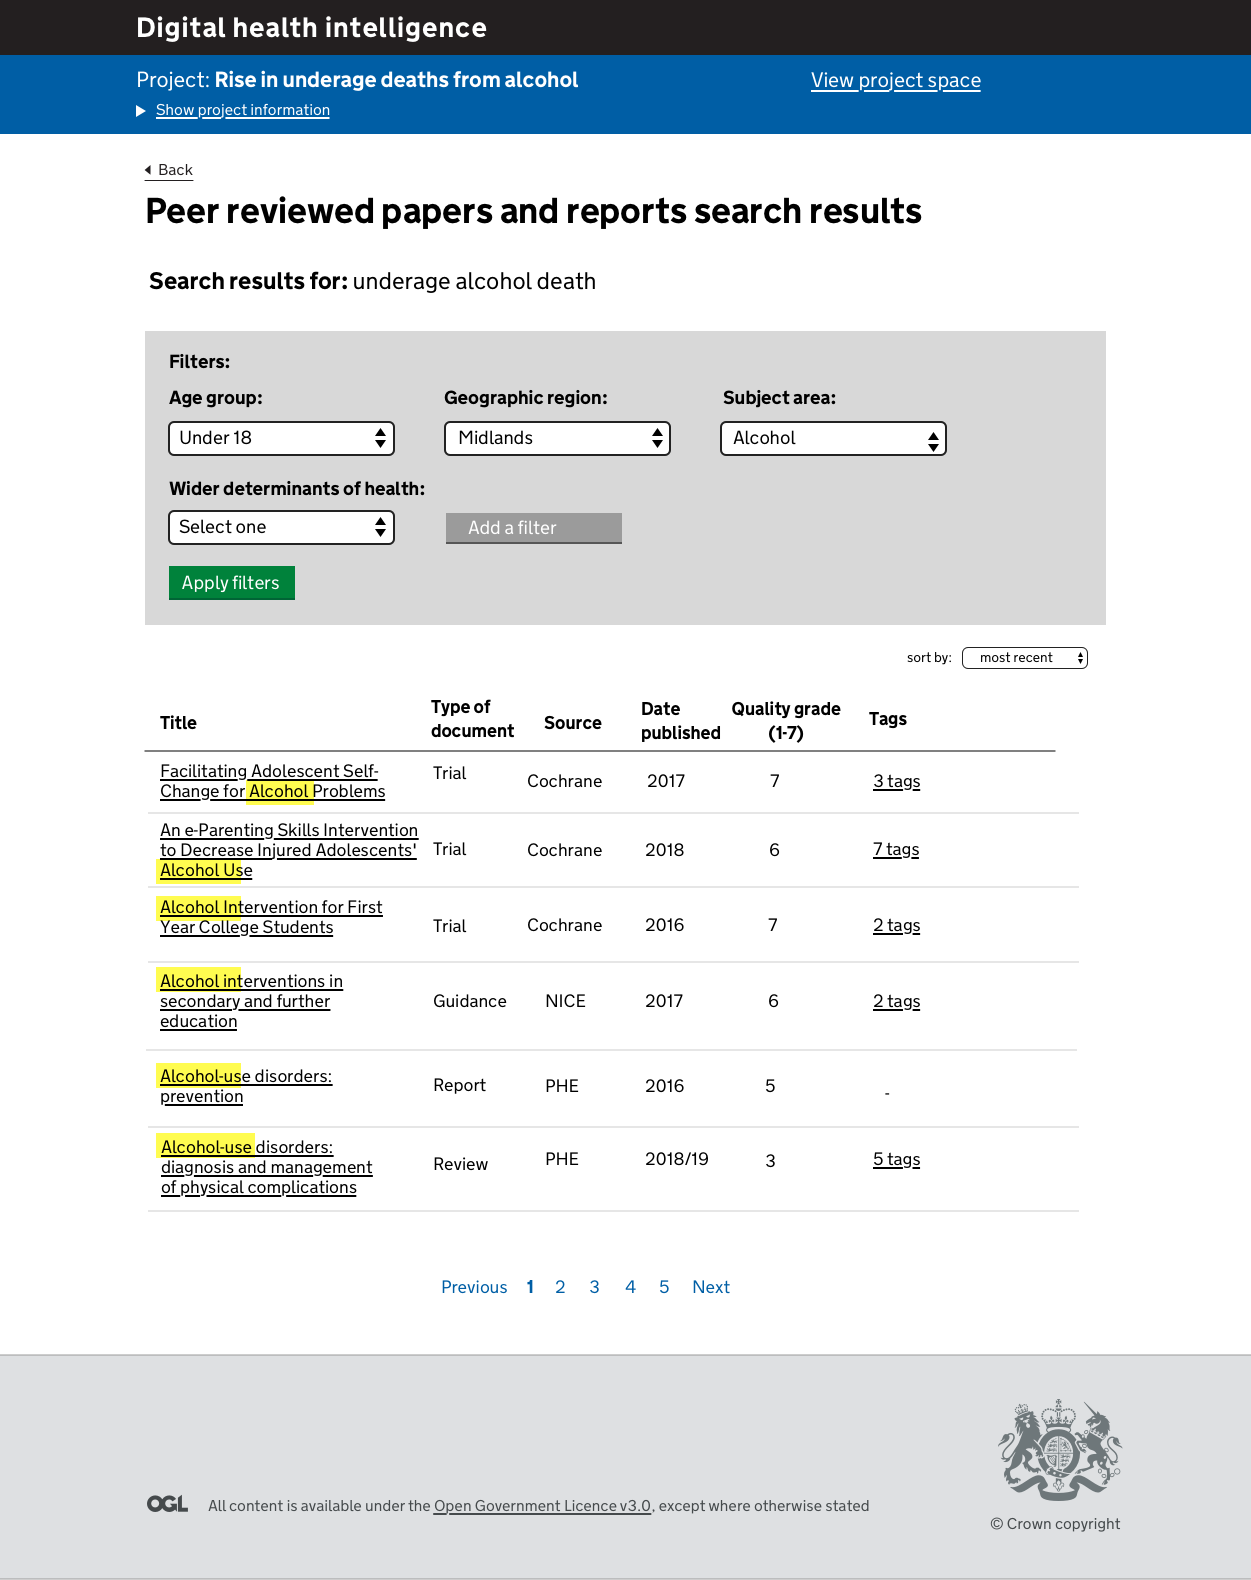 Digital health intelligence
Project: Rise in underage deaths from alcohol
View project space
Show project information
Back
Peer reviewed papers and reports search results
Search results for: underage alcohol death
Filters:
Age group:
Geographic region:
Subject area:
Under 18
Midlands
Alcohol
Wider determinants of health:
Select one
Add a filter
Apply filters
sort by:
most recent
Title
Type of
document
Source
Date
published
Quality grade
(1-7)
Tags
Facilitating Adolescent Self-
Change for Alcohol Problems
Trial
Cochrane
2017
7
3 tags
An e-Parenting Skills Intervention
to Decrease Injured Adolescents'
Alcohol Use
Trial
Cochrane
2018
6
7 tags
Alcohol Intervention for First
Year College Students
Trial
Cochrane
2016
7
2 tags
Alcohol interventions in
secondary and further
education
Guidance
NICE
2017
6
2 tags
Alcohol-use disorders:
prevention
Report
PHE
2016
5
-
Alcohol-use disorders:
diagnosis and management
of physical complications
Review
PHE
2018/19
3
5 tags
Previous 1 2 3 4 5 Next
OGL
All content is available under the Open Government Licence v3.0, except where otherwise stated
© Crown copyright